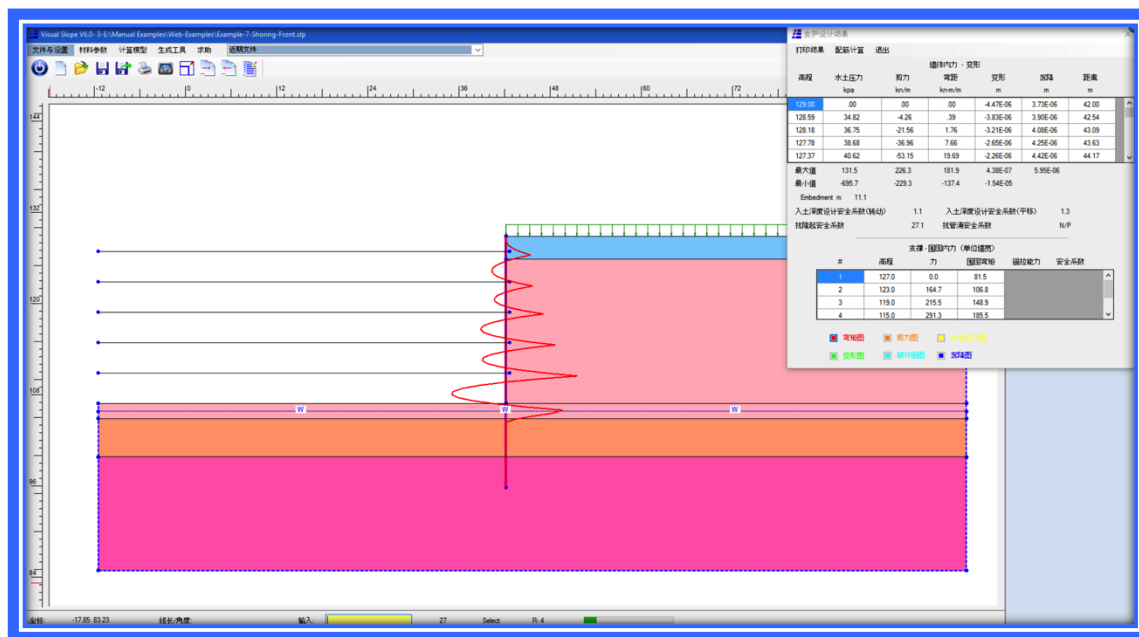 Visual Slope V6.0- 3-E:\Manual Examples\Web-Examples\Example-7-Shoring-Front.slp
文件与设置 材料参数 计算模型 生成工具 求助 近期文件
-12 0 12 24 36 48 60 72
144
132
120
108
96
84
W W W
坐标: -17.85 83.23 线长/角度: 输入: 27 Select R-4
支护设计结果
打印结果 配筋计算 退出
墙体内力 - 变形
高程 水土压力 剪力 弯距 变形 沉降 距离
kpa kn/m kn-m/m m m m
129.00 .00 .00 .00 -4.47E-06 3.73E-06 42.00
128.59 34.82 -4.26 .39 -3.83E-06 3.90E-06 42.54
128.18 36.75 -21.56 1.76 -3.21E-06 4.08E-06 43.09
127.78 38.68 -36.96 7.66 -2.65E-06 4.25E-06 43.63
127.37 40.62 -53.15 19.69 -2.26E-06 4.42E-06 44.17
最大值 131.5 226.3 181.9 4.38E-07 5.95E-06
最小值 -695.7 -229.3 -137.4 -1.54E-05
Embedment m 11.1
入土深度设计安全系数(转动) 1.1 入土深度设计安全系数(平移) 1.3
抗隆起安全系数 27.1 抗管涌安全系数 N/P
支撑 - 围囹内力 (单位墙宽)
# 高程 力 围囹弯矩 锚拉能力 安全系数
1 127.0 0.0 81.5
2 123.0 164.7 106.8
3 119.0 215.5 148.9
4 115.0 291.3 185.5
弯矩图 剪力图 水土压力图
变形图 破坏面图 沉降图